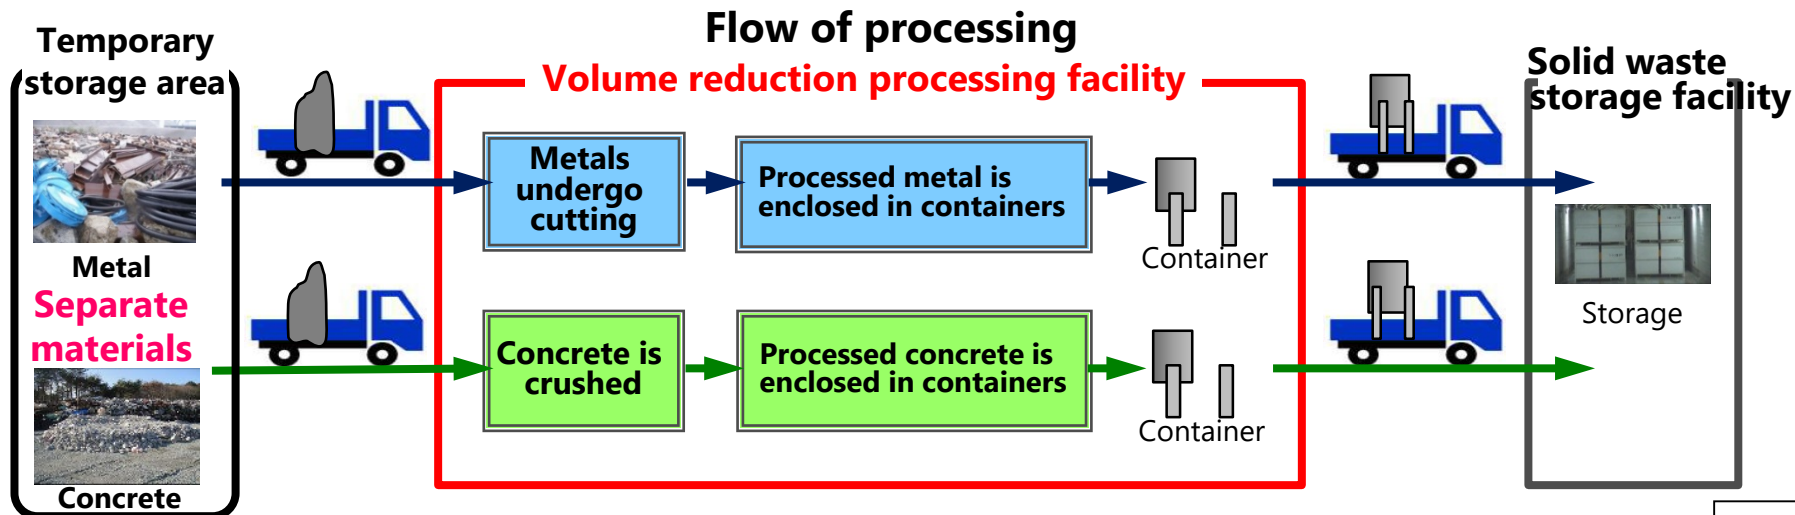 Flow of processing
Temporary
storage area
Metal
Separate
materials
Concrete
Volume reduction processing facility
Metals
undergo
cutting
Processed metal is
enclosed in containers
Container
Concrete is
crushed
Processed concrete is
enclosed in containers
Container
Solid waste
storage facility
Storage